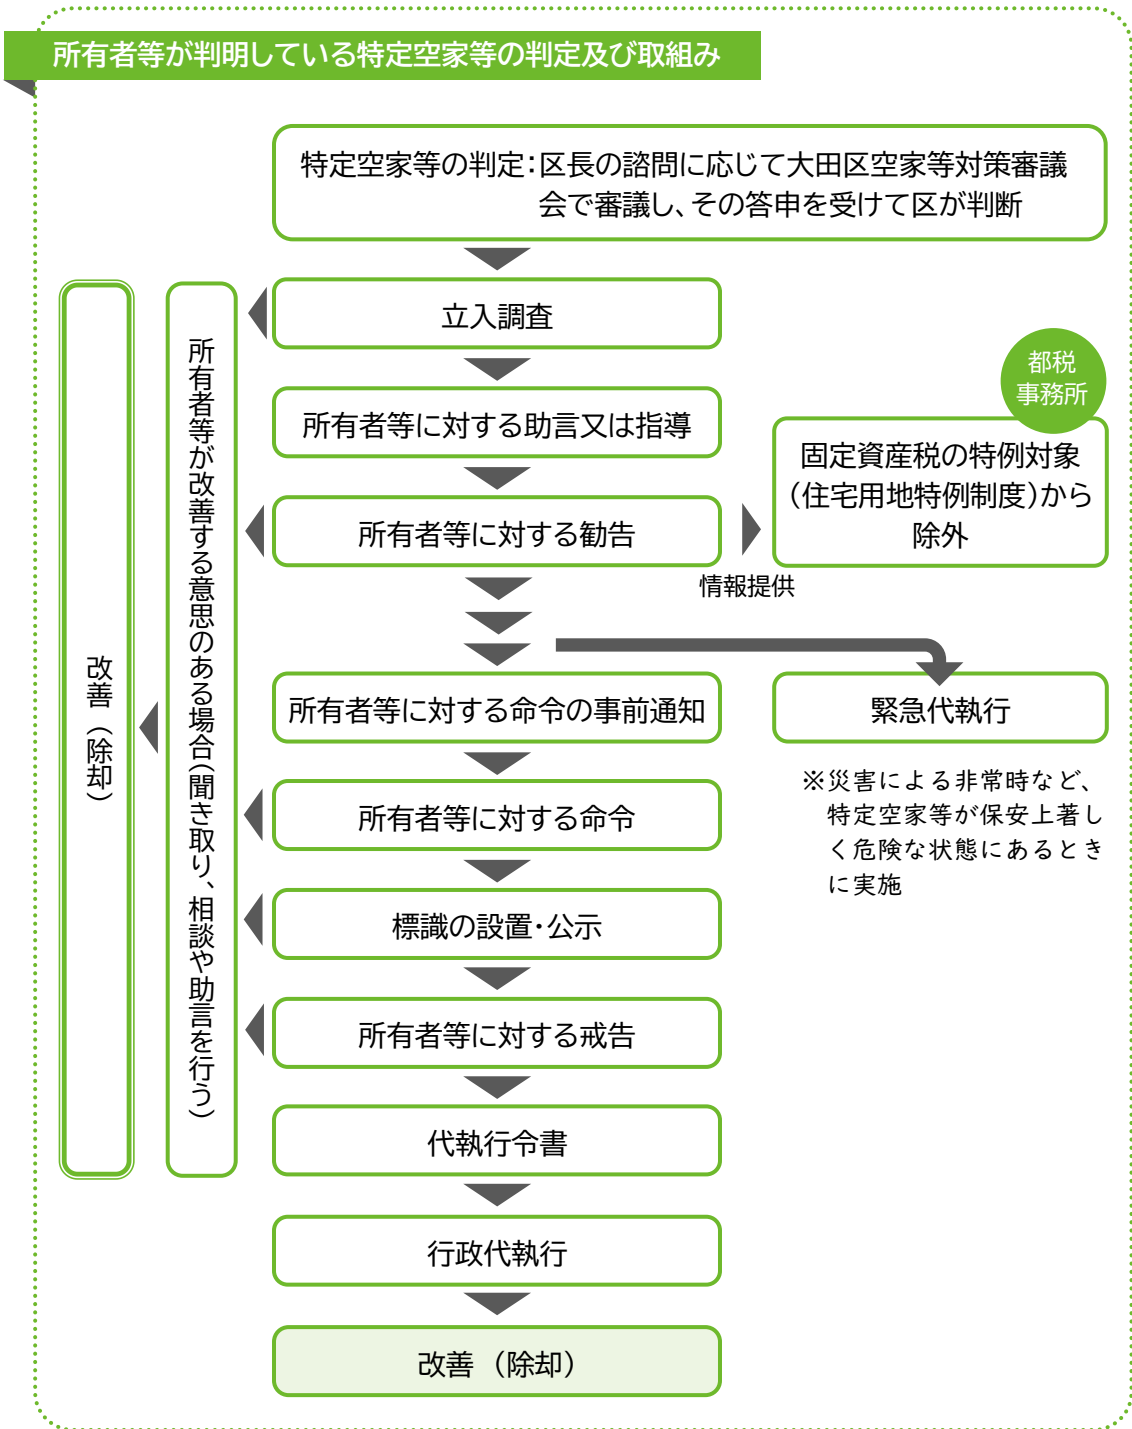 所有者等が判明している特定空家等の判定及び取組み
特定空家等の判定：区長の諮問に応じて大田区空家等対策審議
会で審議し、その答申を受けて区が判断
立入調査
所有者等に対する助言又は指導
所有者等に対する勧告
情報提供
都税
事務所
固定資産税の特例対象
（住宅用地特例制度）から
除外
所有者等に対する命令の事前通知
緊急代執行
※災害による非常時など、
特定空家等が保安上著し
く危険な状態にあるとき
に実施
所有者等に対する命令
標識の設置・公示
所有者等に対する戒告
代執行令書
行政代執行
改善（除却）
所有者等が改善する意思のある場合（聞き取り、相談や助言を行う）
改善（除却）